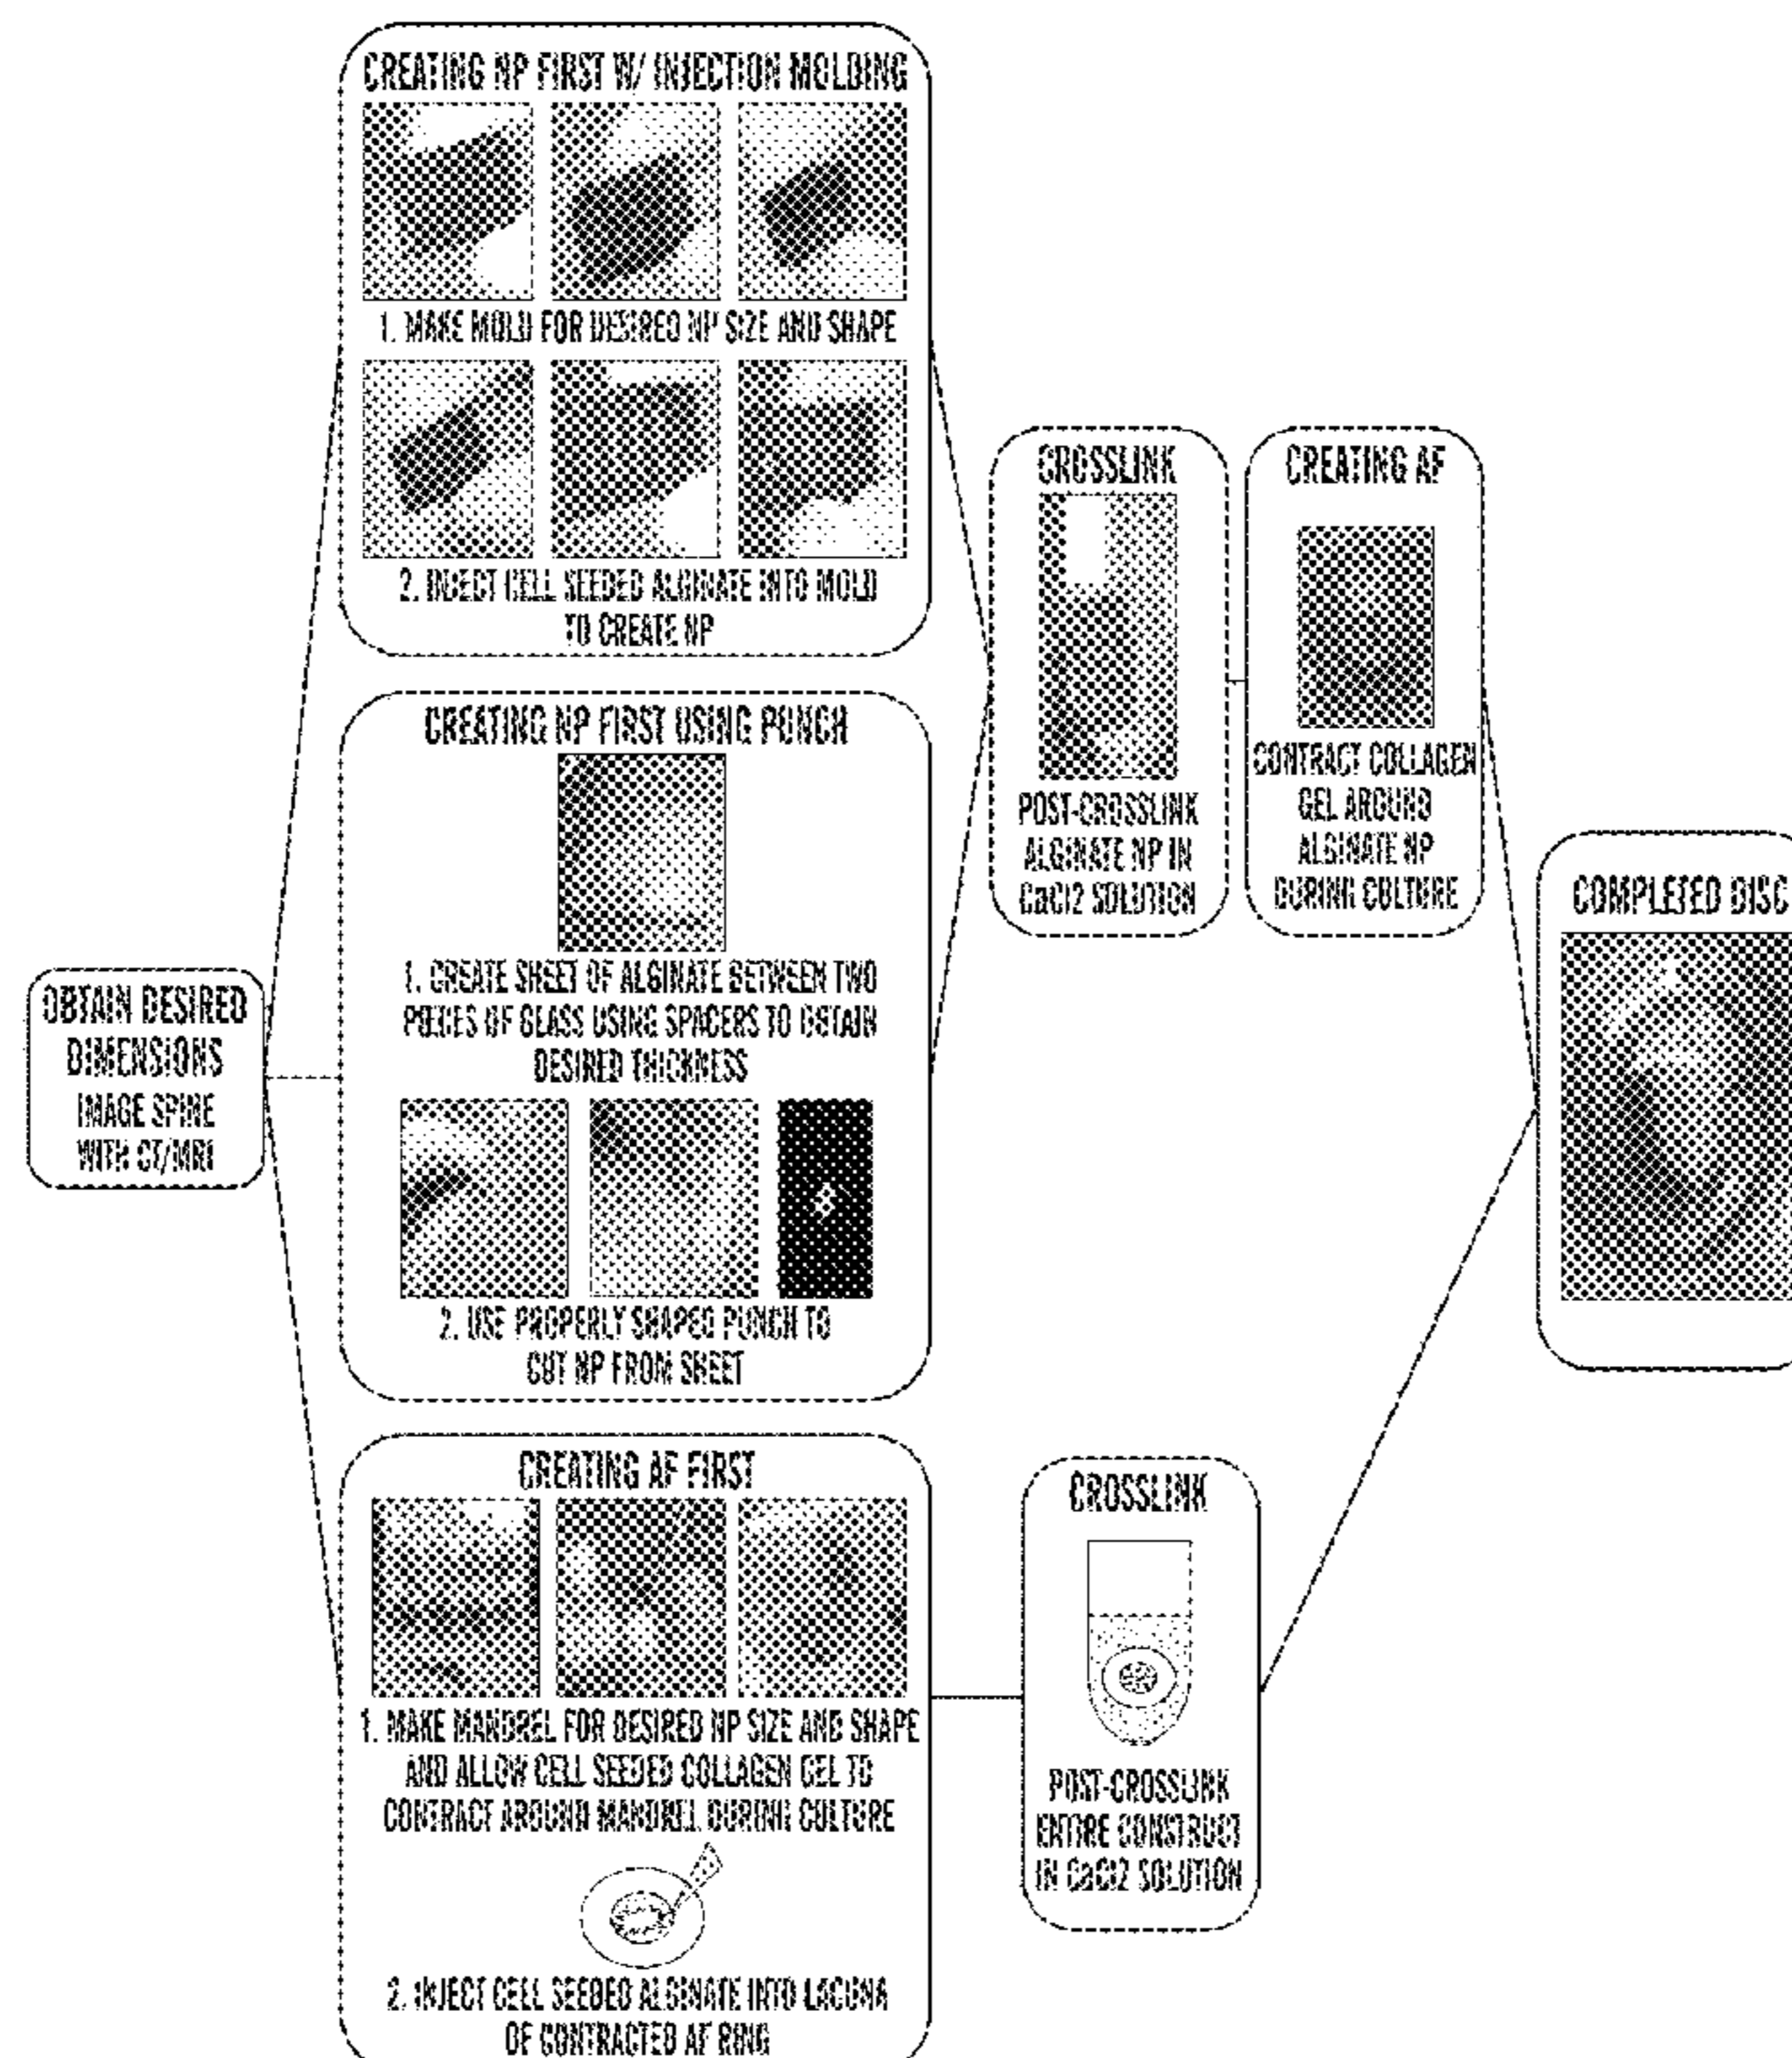 OBTAIN DESIRED
DIMENSIONS
IMAGE SPINE
WITH CT/MRI
CREATING NP FIRST W/ INJECTION MOLDING
1. MAKE MOLD FOR DESIRED NP SIZE AND SHAPE
2. INJECT CELL SEEDED ALGINATE INTO MOLD
TO CREATE NP
CREATING NP FIRST USING PUNCH
1. CREATE SHEET OF ALGINATE BETWEEN TWO
PIECES OF GLASS USING SPACERS TO OBTAIN
DESIRED THICKNESS
2. USE PROPERLY SHAPED PUNCH TO
CUT NP FROM SHEET
CREATING AF FIRST
1. MAKE MANDREL FOR DESIRED NP SIZE AND SHAPE
AND ALLOW CELL SEEDED COLLAGEN GEL TO
CONTRACT AROUND MANDREL DURING CULTURE
2. INJECT CELL SEEDED ALGINATE INTO LACUNA
OF CONTRACTED AF RING
CROSSLINK
POST-CROSSLINK
ALGINATE NP IN
CaCl2 SOLUTION
CREATING AF
CONTRACT COLLAGEN
GEL AROUND
ALGINATE NP
DURING CULTURE
CROSSLINK
POST-CROSSLINK
ENTIRE CONSTRUCT
IN CaCl2 SOLUTION
COMPLETED DISC